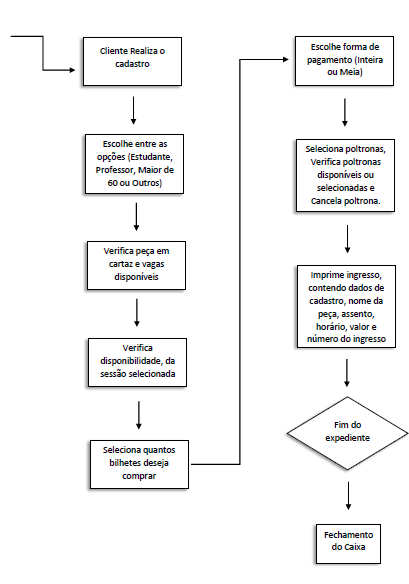 Cliente Realiza o
cadastro
Escolhe entre as
opções (Estudante,
Professor, Maior de
60 ou Outros)
Verifica peça em
cartaz e vagas
disponíveis
Verifica
disponibilidade, da
sessão selecionada
Seleciona quantos
bilhetes deseja
comprar
Escolhe forma de
pagamento (Inteira
ou Meia)
Seleciona poltronas,
Verifica poltronas
disponíveis ou
selecionadas e
Cancela poltrona.
Imprime ingresso,
contendo dados de
cadastro, nome da
peça, assento,
horário, valor e
número do ingresso
Fim do
expediente
Fechamento
do Caixa